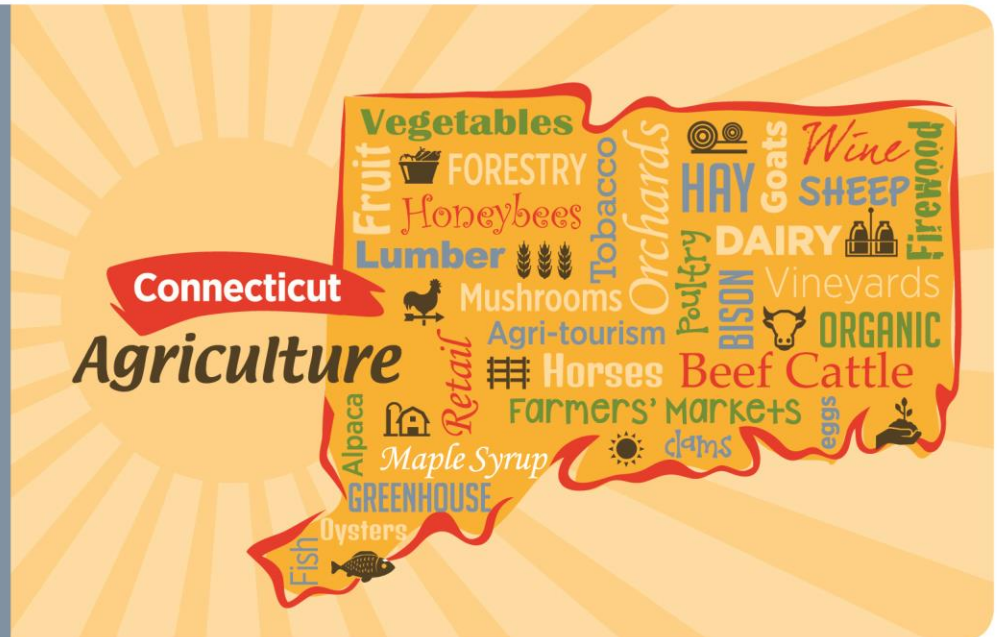 Connecticut
Agriculture
Vegetables
Fruit
FORESTRY
Honeybees
Lumber
Tobacco
Orchards
Mushrooms
Agri-tourism
Retail
Horses
HAY
Goats
Wine
SHEEP
Firewood
Poultry
DAIRY
BISON
Vineyards
ORGANIC
Beef Cattle
Farmers' Markets
Alpaca
Maple Syrup
clams
eggs
GREENHOUSE
Oysters
Fish